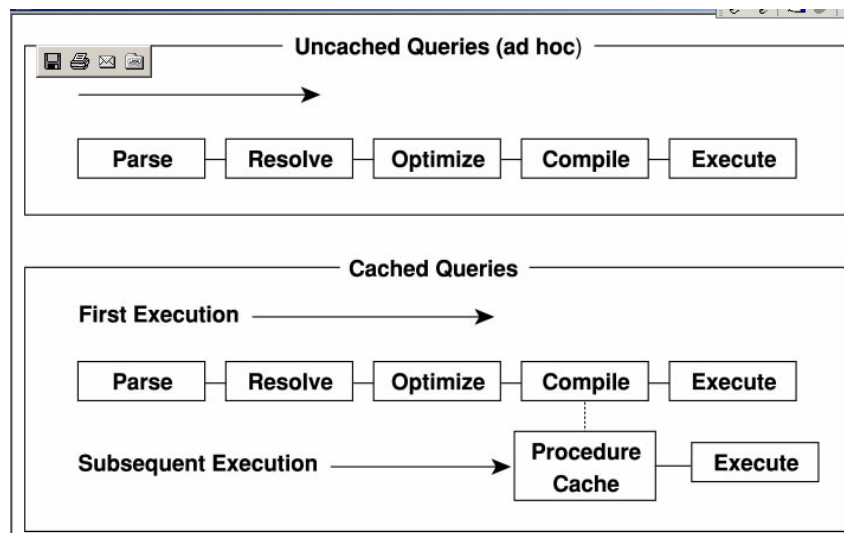 Uncached Queries (ad hoc)
Parse Resolve Optimize Compile Execute
Cached Queries
First Execution
Parse Resolve Optimize Compile Execute
Subsequent Execution
Procedure
Cache
Execute